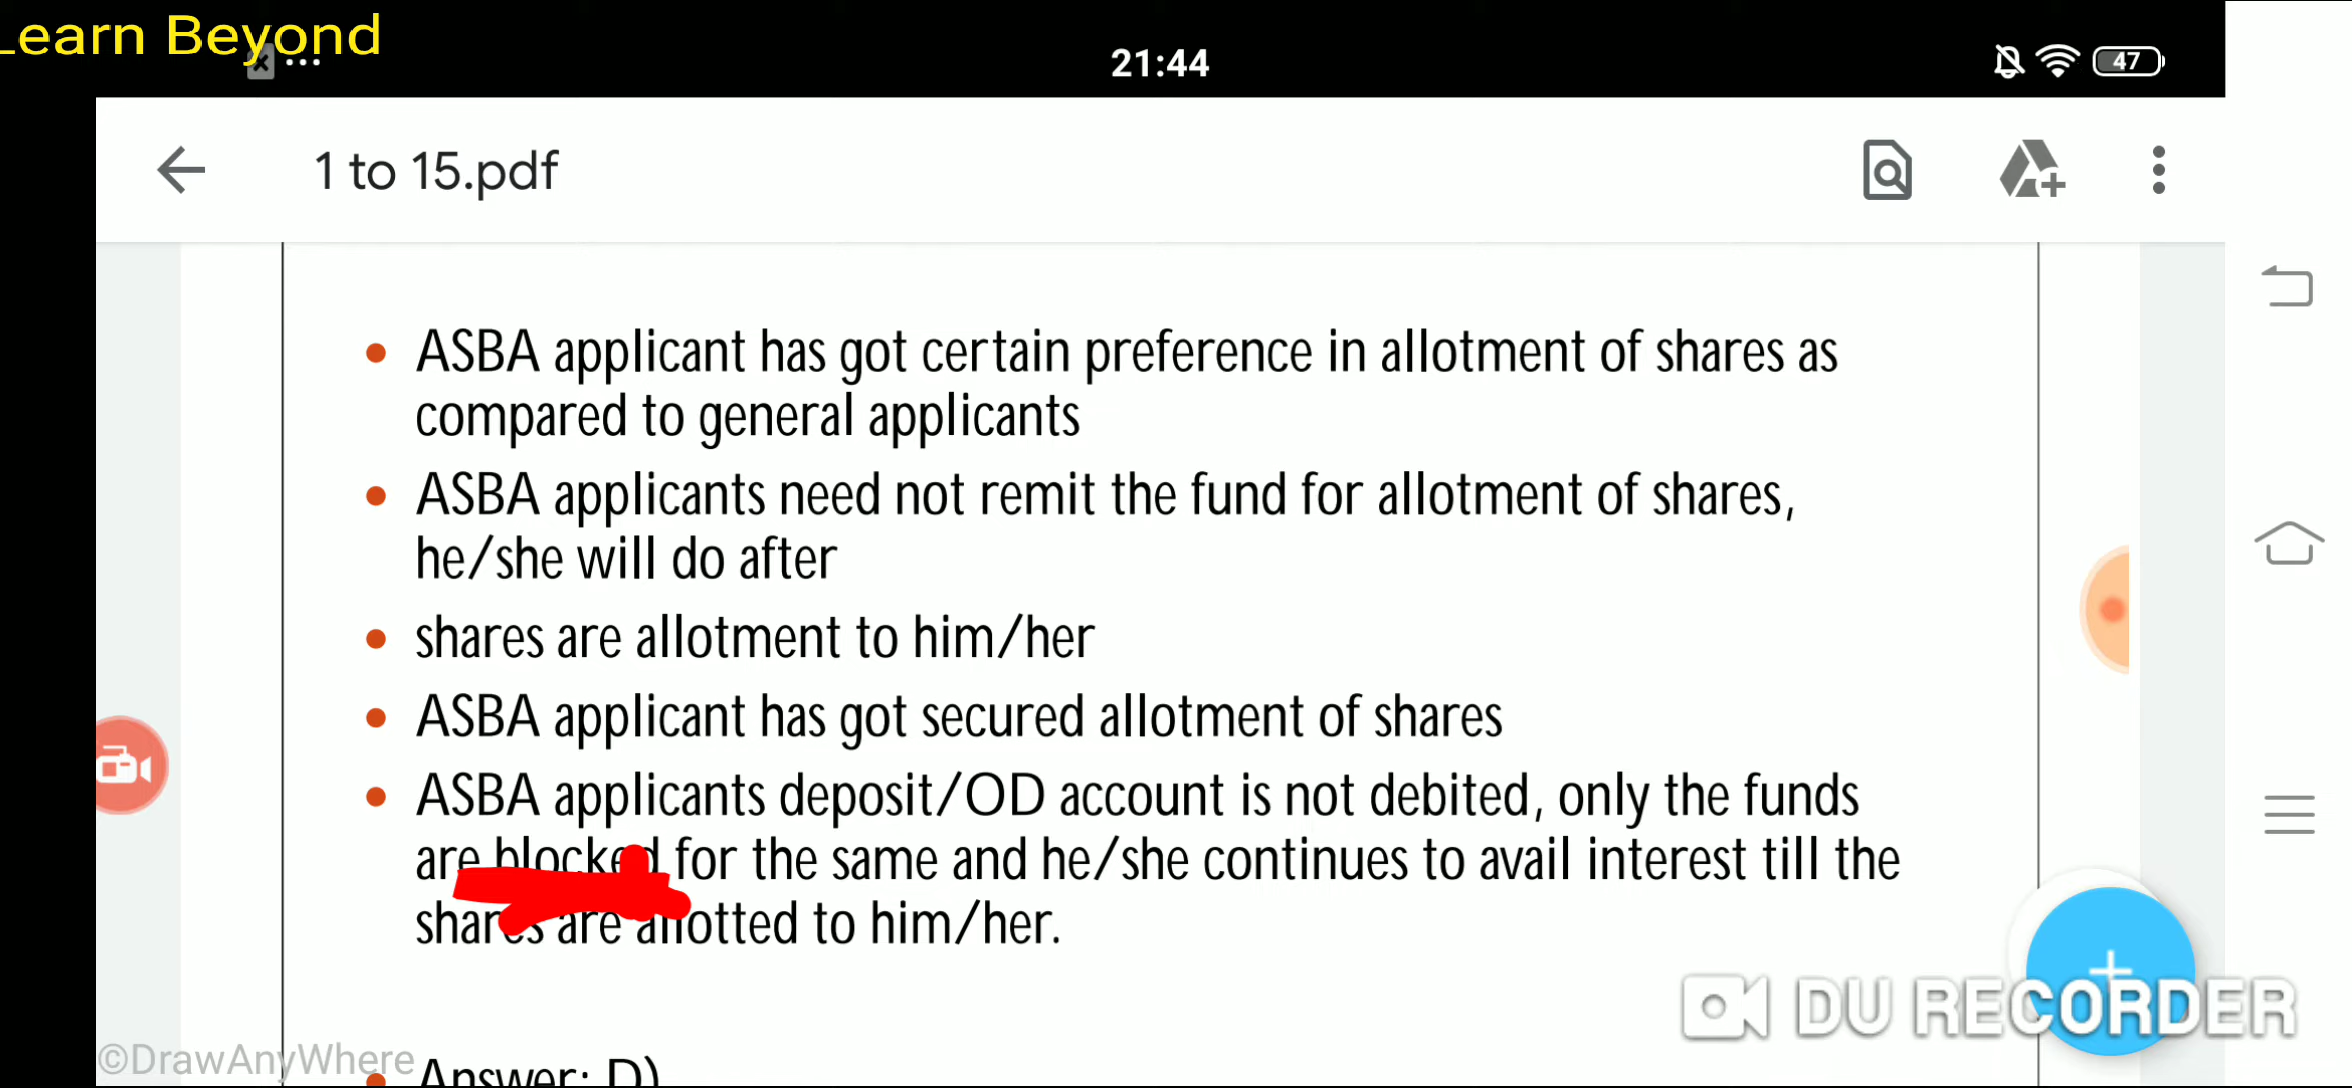 Learn Beyond
21:44
47
1 to 15.pdf
ASBA applicant has got certain preference in allotment of shares as
compared to general applicants
ASBA applicants need not remit the fund for allotment of shares,
he/she will do after
shares are allotment to him/her
ASBA applicant has got secured allotment of shares
ASBA applicants deposit/OD account is not debited, only the funds
are blocked for the same and he/she continues to avail interest till the
shares are allotted to him/her.
DU RECORDER
©DrawAnyWhere
Answer: D)